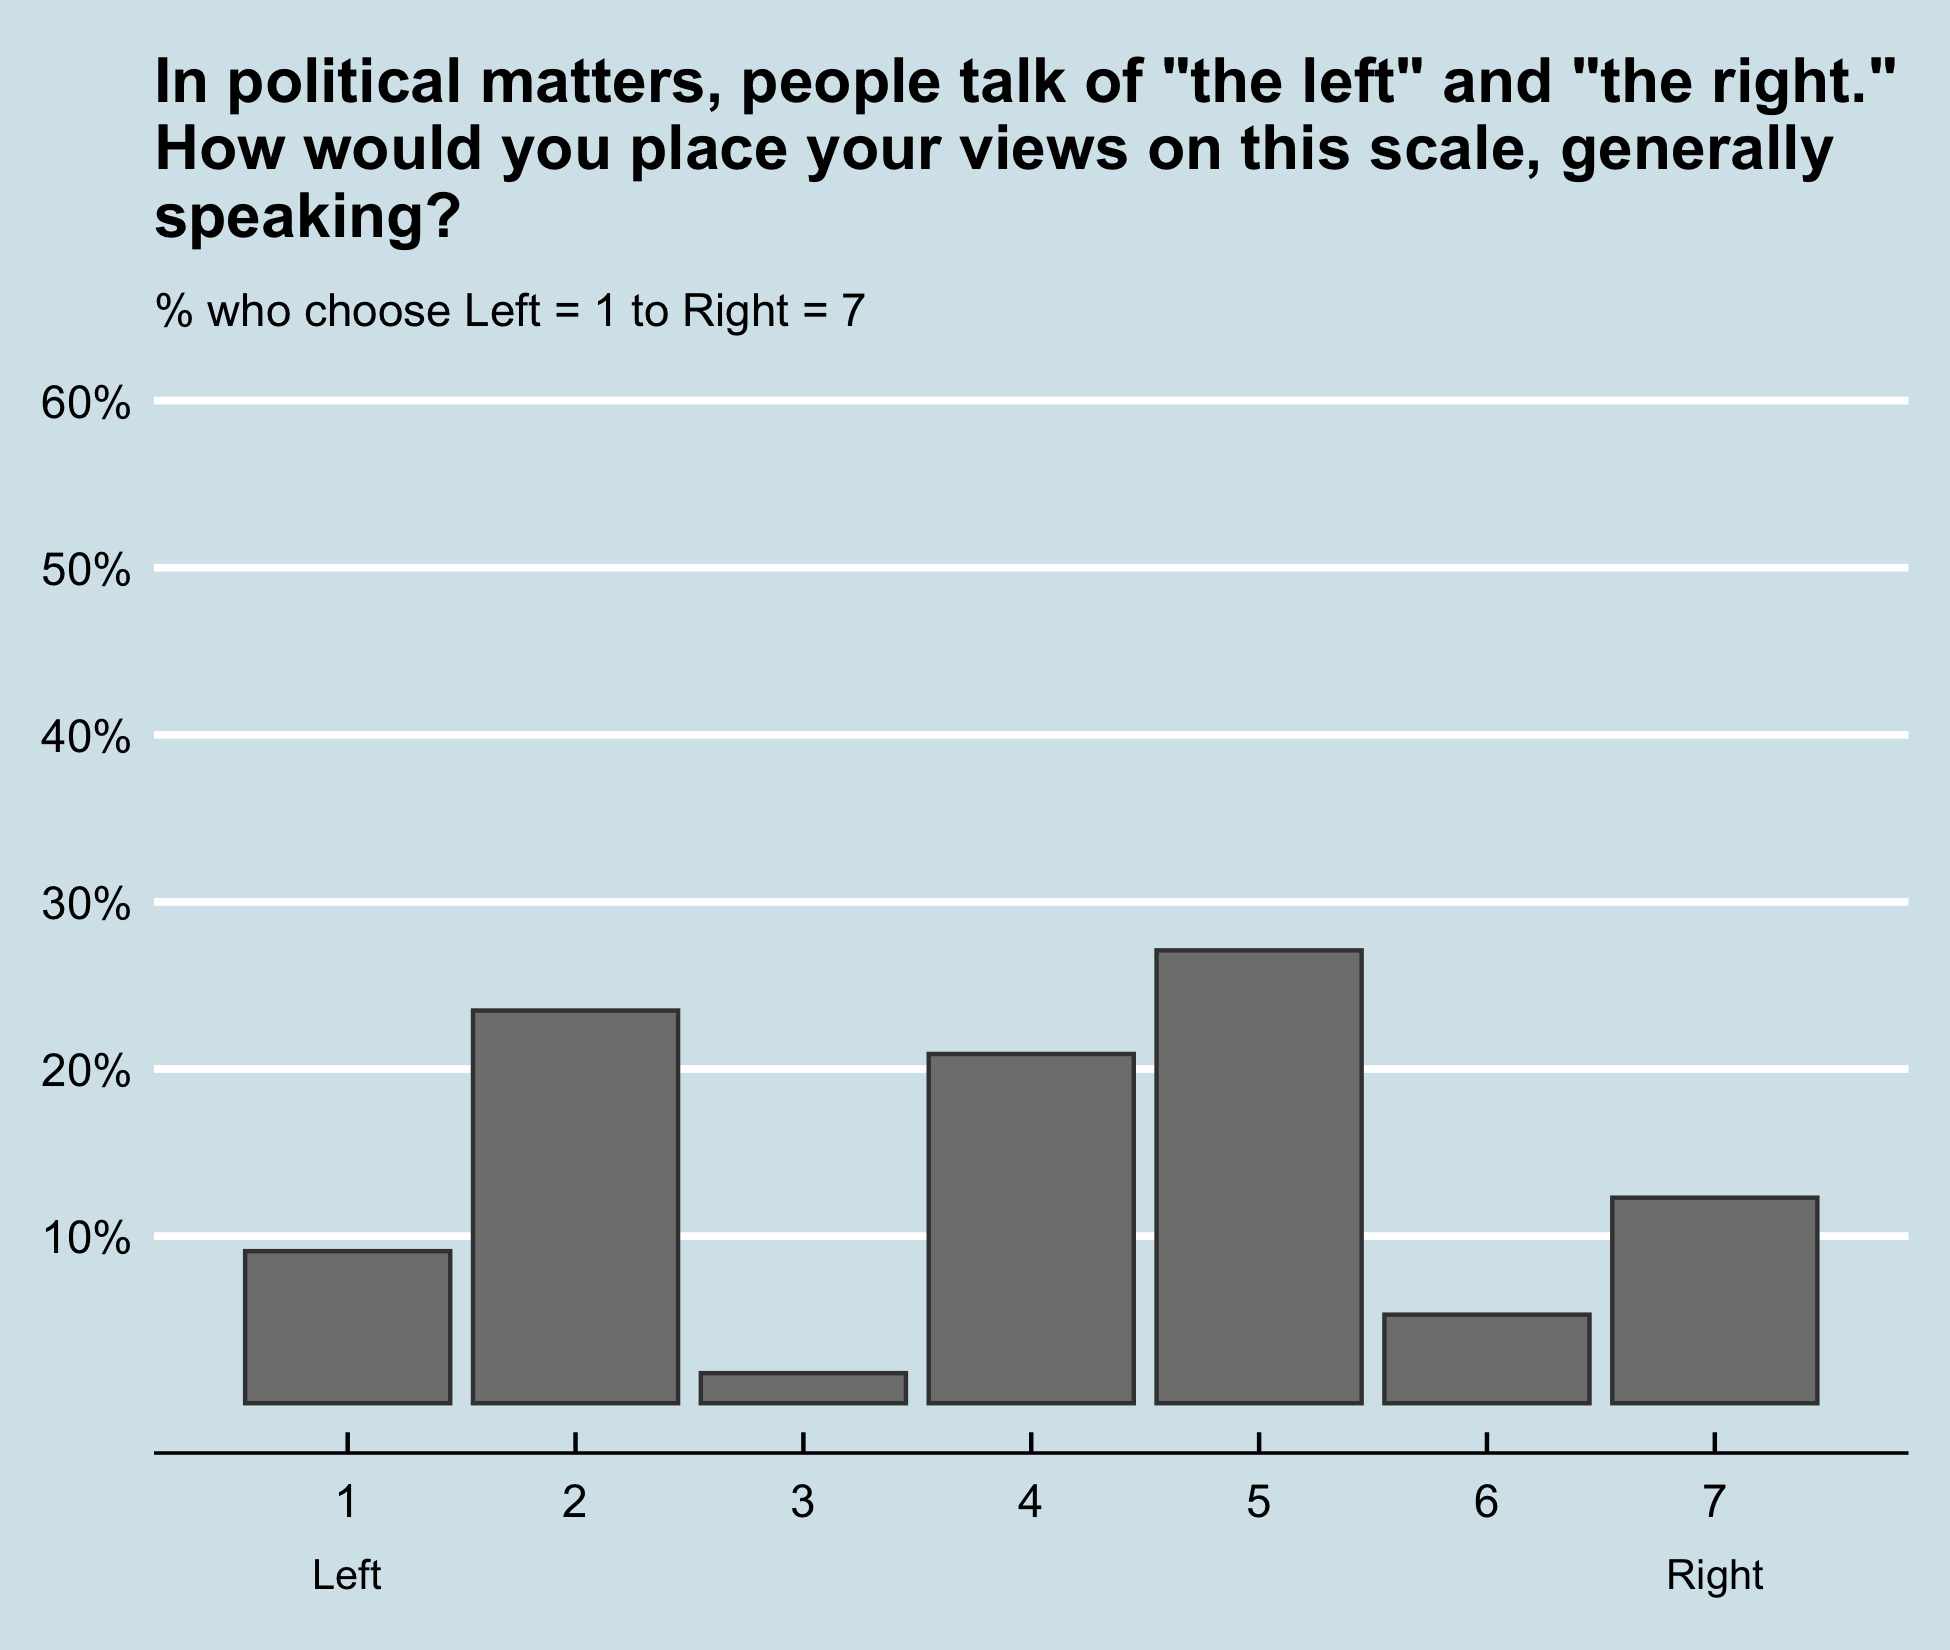 In political matters, people talk of "the left" and "the right."
How would you place your views on this scale, generally
speaking?
% who choose Left = 1 to Right = 7
60%
50%
40%
30%
20%
10%
1 2 3 4 5 6 7
Left Right